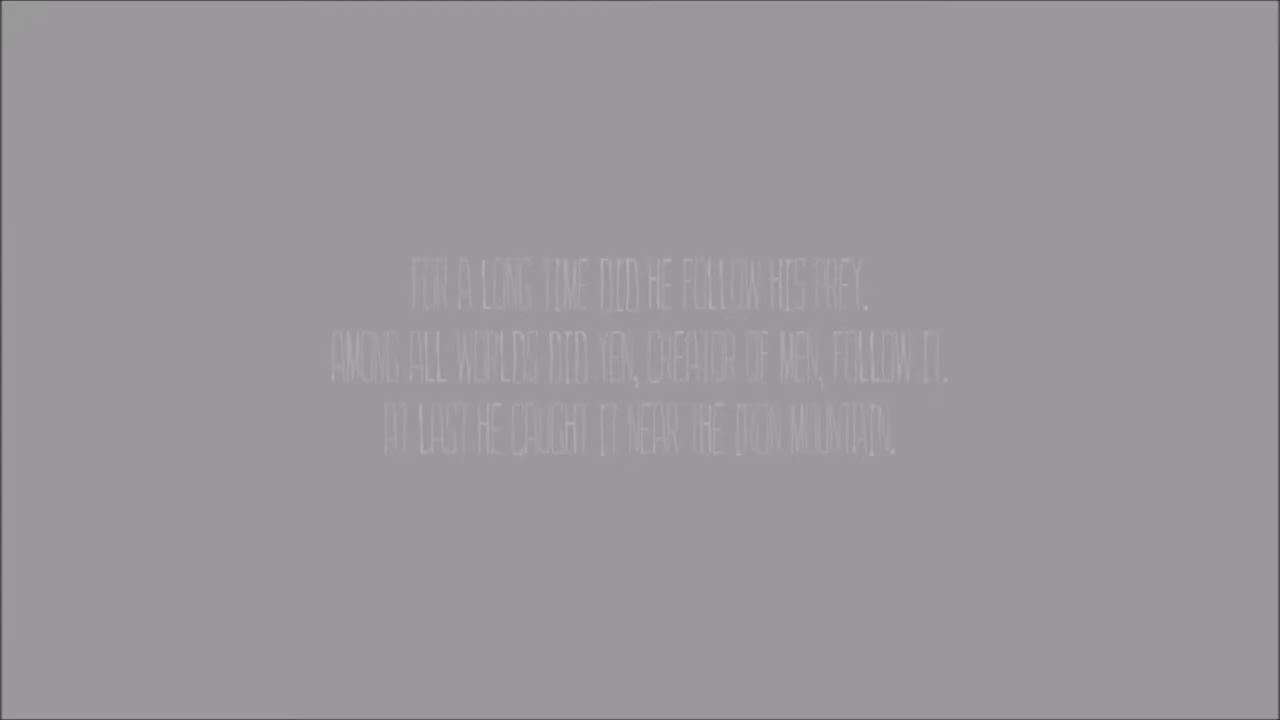 FOR A LONG TIME DID HE FOLLOW HIS PREY.
AMONG ALL WORLDS DID YEN, CREATOR OF MEN, FOLLOW IT.
AT LAST HE CAUGHT IT NEAR THE IRON MOUNTAIN.